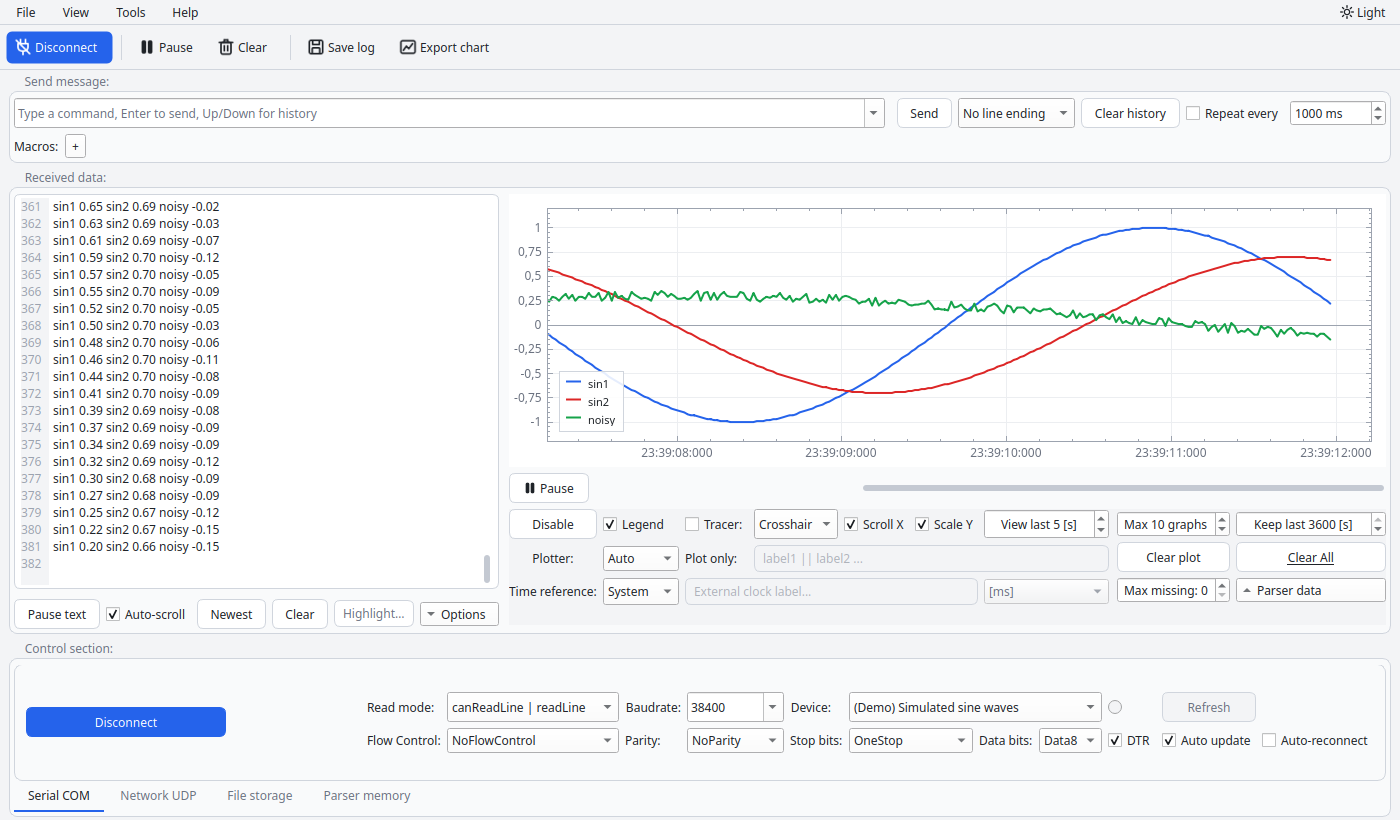 File View Tools Help Light
Disconnect Pause Clear Save log Export chart
Send message:
Type a command, Enter to send, Up/Down for history Send No line ending Clear history Repeat every 1000 ms
Macros: +
Received data:
361 sin1 0.65 sin2 0.69 noisy -0.02
362 sin1 0.63 sin2 0.69 noisy -0.03
363 sin1 0.61 sin2 0.69 noisy -0.07
364 sin1 0.59 sin2 0.70 noisy -0.12
365 sin1 0.57 sin2 0.70 noisy -0.05
366 sin1 0.55 sin2 0.70 noisy -0.09
367 sin1 0.52 sin2 0.70 noisy -0.05
368 sin1 0.50 sin2 0.70 noisy -0.03
369 sin1 0.48 sin2 0.70 noisy -0.06
370 sin1 0.46 sin2 0.70 noisy -0.11
371 sin1 0.44 sin2 0.70 noisy -0.08
372 sin1 0.41 sin2 0.70 noisy -0.09
373 sin1 0.39 sin2 0.69 noisy -0.08
374 sin1 0.37 sin2 0.69 noisy -0.09
375 sin1 0.34 sin2 0.69 noisy -0.09
376 sin1 0.32 sin2 0.69 noisy -0.12
377 sin1 0.30 sin2 0.68 noisy -0.09
378 sin1 0.27 sin2 0.68 noisy -0.09
379 sin1 0.25 sin2 0.67 noisy -0.12
380 sin1 0.22 sin2 0.67 noisy -0.15
381 sin1 0.20 sin2 0.66 noisy -0.15
382
Pause text Auto-scroll Newest Clear Highlight... Options
1
0,75
0,5
0,25
0
-0,25
-0,5
-0,75
-1
sin1
sin2
noisy
23:39:08:000 23:39:09:000 23:39:10:000 23:39:11:000 23:39:12:000
Pause
Disable Legend Tracer: Crosshair Scroll X Scale Y View last 5 [s] Max 10 graphs Keep last 3600 [s]
Plotter: Auto Plot only: label1 || label2 ... Clear plot Clear All
Time reference: System External clock label... [ms] Max missing: 0 Parser data
Control section:
Disconnect
Read mode: canReadLine | readLine Baudrate: 38400 Device: (Demo) Simulated sine waves Refresh
Flow Control: NoFlowControl Parity: NoParity Stop bits: OneStop Data bits: Data8 DTR Auto update Auto-reconnect
Serial COM Network UDP File storage Parser memory